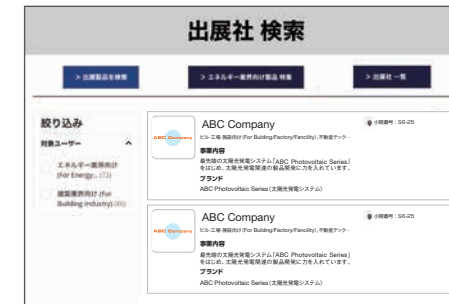 出展社 検索
> 出展製品を検索
> エネルギー業界向け製品 特集
> 出展社 一覧
絞り込み
対象ユーザー
エネルギー業界向け
(For Energy... (72)
建築業界向け (For
Building Industry) (65)
ABC Company
ABC Company
小間番号 : S6-25
ビル・工場・施設向け(For Building/Factory/Fancility), 不動産テック…
事業内容
最先端の太陽光発電システム「ABC Photovoltaic Series」
をはじめ、太陽光発電関連の製品開発に力を入れています。
ブランド
ABC Photovoltaic Series(太陽光発電システム)
ABC Company
ABC Company
小間番号 : S6-25
ビル・工場・施設向け(For Building/Factory/Fancility), 不動産テック…
事業内容
最先端の太陽光発電システム「ABC Photovoltaic Series」
をはじめ、太陽光発電関連の製品開発に力を入れています。
ブランド
ABC Photovoltaic Series(太陽光発電システム)